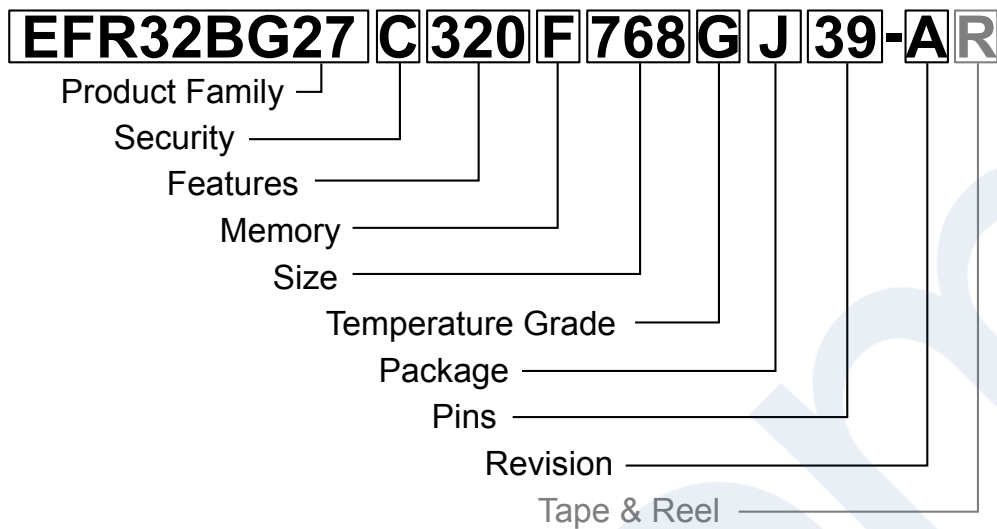 EFR32BG27 C 320 F 768 G J 39-A R
Product Family
Security
Features
Memory
Size
Temperature Grade
Package
Pins
Revision
Tape & Reel